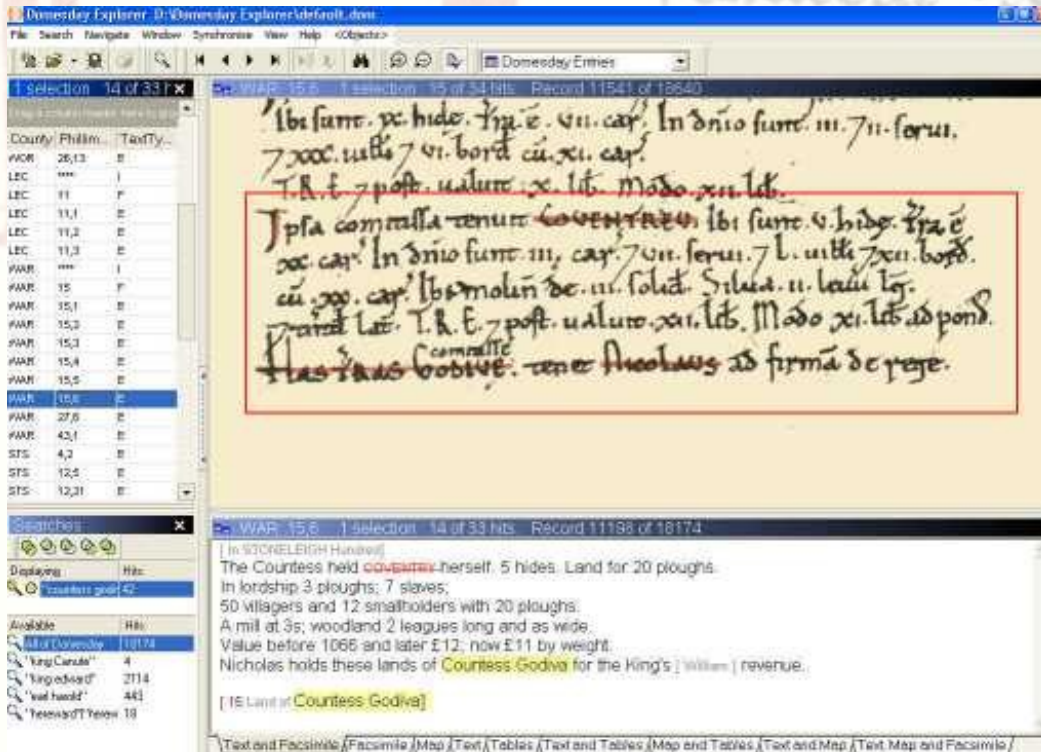 Domesday Explorer D:\Domesday Explorer\default.dom
File Search Navigate Window Synchronise View Help <Objects>
Domesday Entries
1 selection 14 of 33 h
County Phillim... TextTy...
WOR 26,13 E
LEC **** I
LEC 11 F
LEC 11,1 E
LEC 11,2 E
LEC 11,3 E
WAR **** I
WAR 15 F
WAR 15,1 E
WAR 15,2 E
WAR 15,3 E
WAR 15,4 E
WAR 15,5 E
WAR 15,6 E
WAR 27,6 E
WAR 43,1 E
STS 4,2 E
STS 12,5 E
STS 12,21 E
WAR 15,6 1 selection 15 of 34 hits Record 11541 of 18640
Ibi sunt . hide . Tra . e . vii . car . In dnio sunt . iii . 7 ii . serui .
7 xxx . uilli 7 vi . bord cu . xi . car .
T . R . E . 7 post . ualuit . x . lib . Modo . xii . lib .
Ipsa comitissa tenuit COVENTREV . Ibi sunt . v . hide . Tra e
xx . car . In dnio sunt . iii . car . 7 vii . serui . 7 L . uilli 7 xii . bord .
cu . xx . car . Ibi molin de . iii . solid . Silua . ii . leuu lg .
7 lat . T . R . E . 7 post . ualuit . xii . lib . Modo xi . lib ad pond .
Has tras comitisse Godiue . tenet Nicolaus ad firma de rege .
Searches
Displaying Hits
"countess godi 42
Available Hits
All of Domesday 18174
"king Canute" 4
"king edward" 2114
"earl harold" 443
"hereward"|"herew 18
WAR 15,6 1 selection 14 of 33 hits Record 11198 of 18174
[ In STONELEIGH Hundred]
The Countess held COVENTRY herself. 5 hides. Land for 20 ploughs.
In lordship 3 ploughs; 7 slaves;
50 villagers and 12 smallholders with 20 ploughs.
A mill at 3s; woodland 2 leagues long and as wide.
Value before 1066 and later £12; now £11 by weight.
Nicholas holds these lands of Countess Godiva for the King's [ William ] revenue.
[ 15 Land of Countess Godiva]
Text and Facsimile Facsimile Map Text Tables Text and Tables Map and Tables Text and Map Text Map and Facsimile